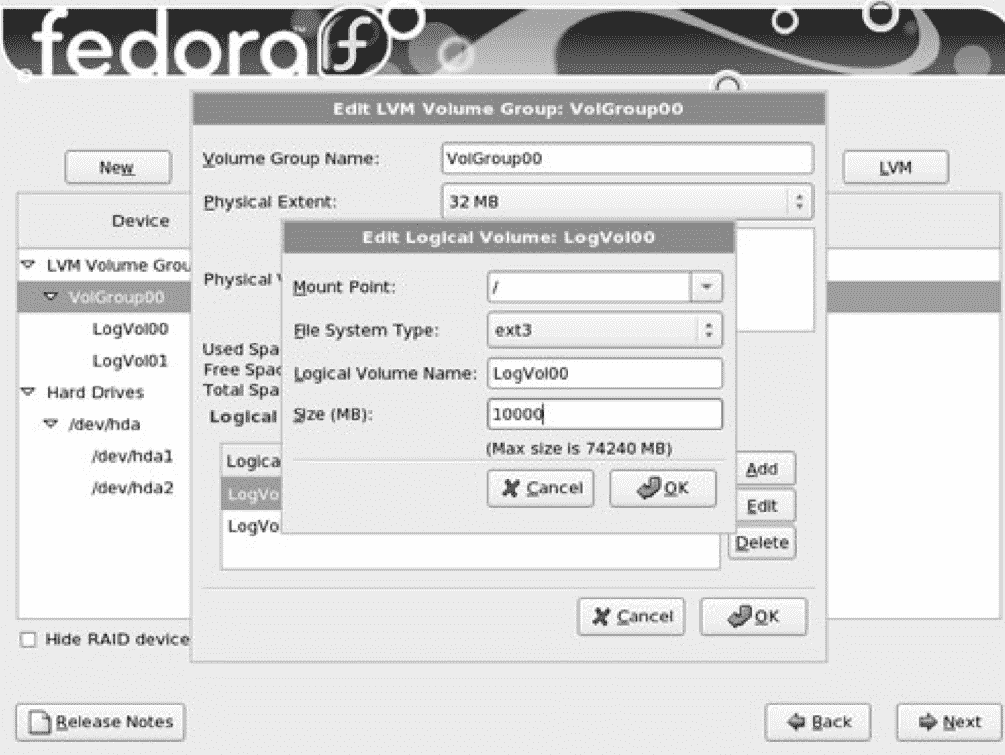 fedora
Edit LVM Volume Group: VolGroup00
Volume Group Name: VolGroup00
New
LVM
Physical Extent: 32 MB
Device
Edit Logical Volume: LogVol00
LVM Volume Grou
Physical V
Mount Point: /
VolGroup00
File System Type: ext3
LogVol00
Used Spa
LogVol01
Free Spac
Logical Volume Name: LogVol00
Total Spa
Hard Drives
Logical
Size (MB): 10000
/dev/hda
(Max size is 74240 MB)
/dev/hda1
Logica
Add
/dev/hda2
LogVo
Cancel
OK
Edit
LogVo
Delete
Cancel
OK
Hide RAID device
Release Notes
Back
Next